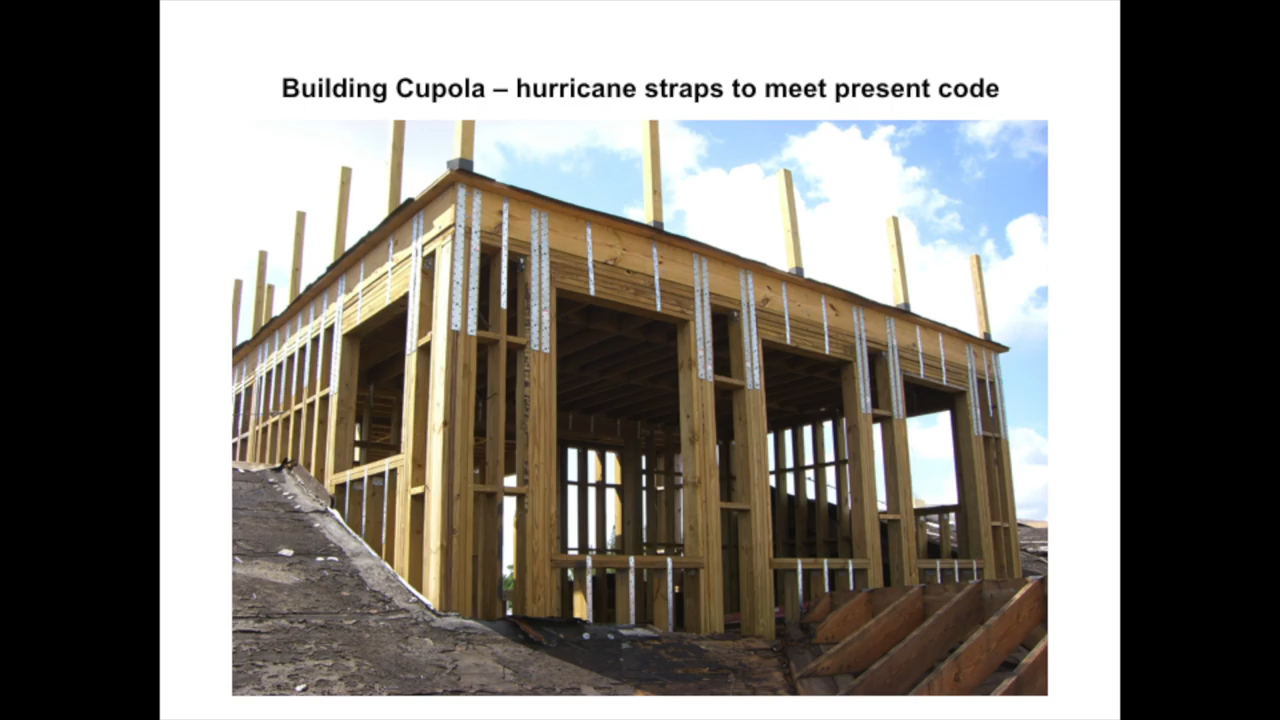 Building Cupola – hurricane straps to meet present code